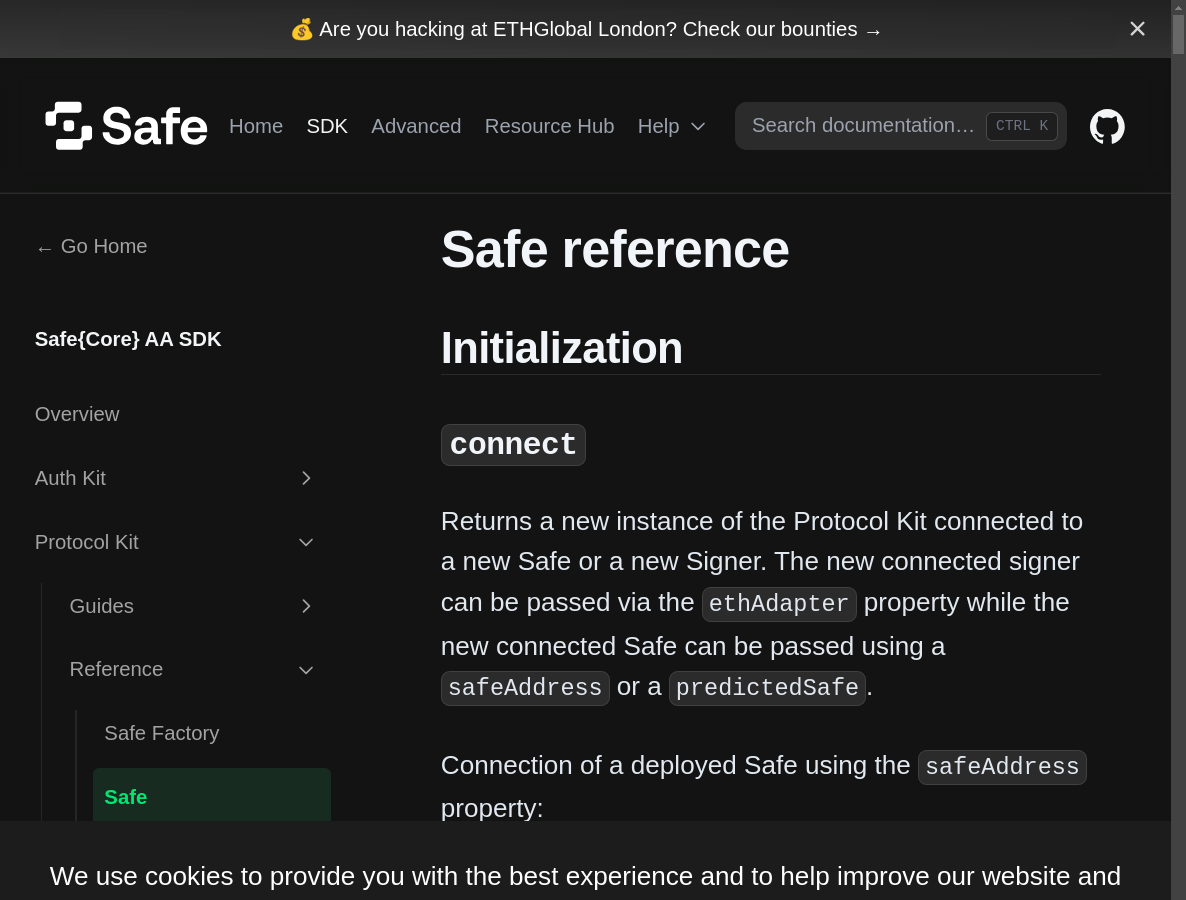 💰 Are you hacking at ETHGlobal London? Check our bounties →
Safe
Home SDK Advanced Resource Hub Help
Search documentation… CTRL K
← Go Home
Safe{Core} AA SDK
Overview
Auth Kit
Protocol Kit
Guides
Reference
Safe Factory
Safe
Safe reference
Initialization
connect
Returns a new instance of the Protocol Kit connected to
a new Safe or a new Signer. The new connected signer
can be passed via the ethAdapter property while the
new connected Safe can be passed using a
safeAddress or a predictedSafe.
Connection of a deployed Safe using the safeAddress
property:
We use cookies to provide you with the best experience and to help improve our website and